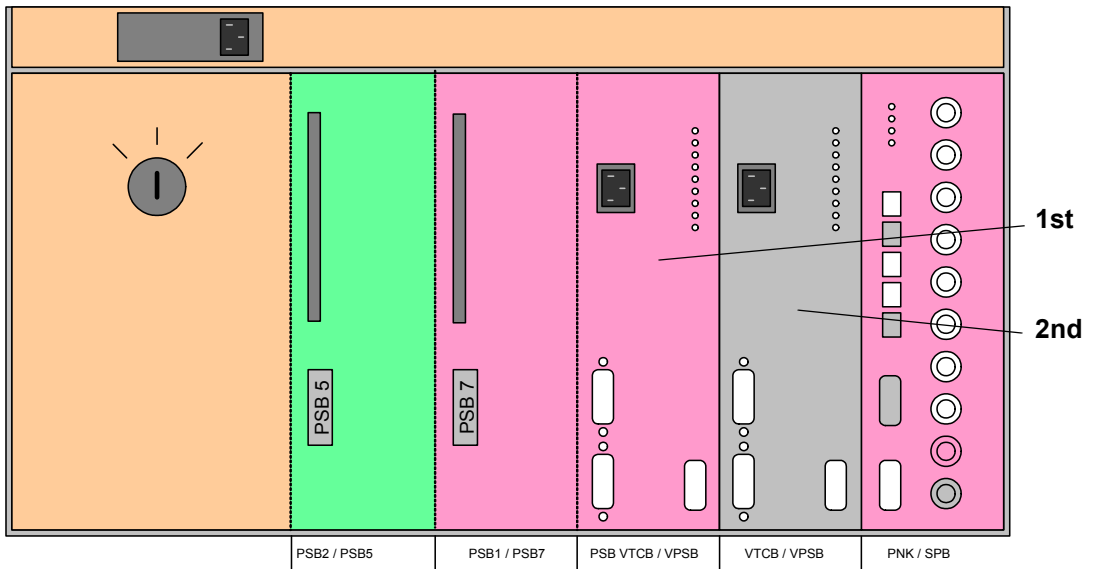 1st
2nd
PSB 5
PSB 7
PSB2 / PSB5
PSB1 / PSB7
PSB VTCB / VPSB
VTCB / VPSB
PNK / SPB